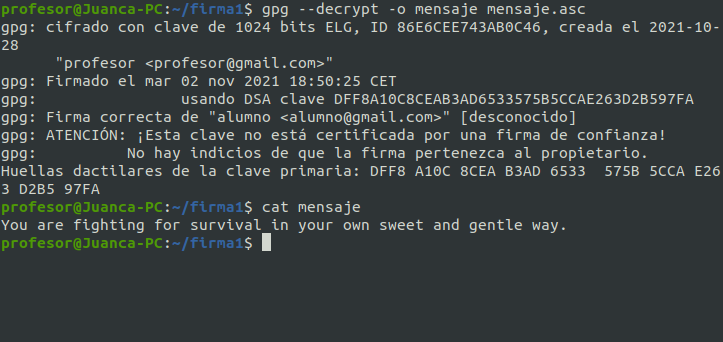 profesor@Juanca-PC:~/firma1$ gpg --decrypt -o mensaje mensaje.asc
gpg: cifrado con clave de 1024 bits ELG, ID 86E6CEE743AB0C46, creada el 2021-10-
28
      "profesor <profesor@gmail.com>"
gpg: Firmado el mar 02 nov 2021 18:50:25 CET
gpg:                usando DSA clave DFF8A10C8CEAB3AD6533575B5CCAE263D2B597FA
gpg: Firma correcta de "alumno <alumno@gmail.com>" [desconocido]
gpg: ATENCIÓN: ¡Esta clave no está certificada por una firma de confianza!
gpg:          No hay indicios de que la firma pertenezca al propietario.
Huellas dactilares de la clave primaria: DFF8 A10C 8CEA B3AD 6533  575B 5CCA E26
3 D2B5 97FA
profesor@Juanca-PC:~/firma1$ cat mensaje
You are fighting for survival in your own sweet and gentle way.
profesor@Juanca-PC:~/firma1$